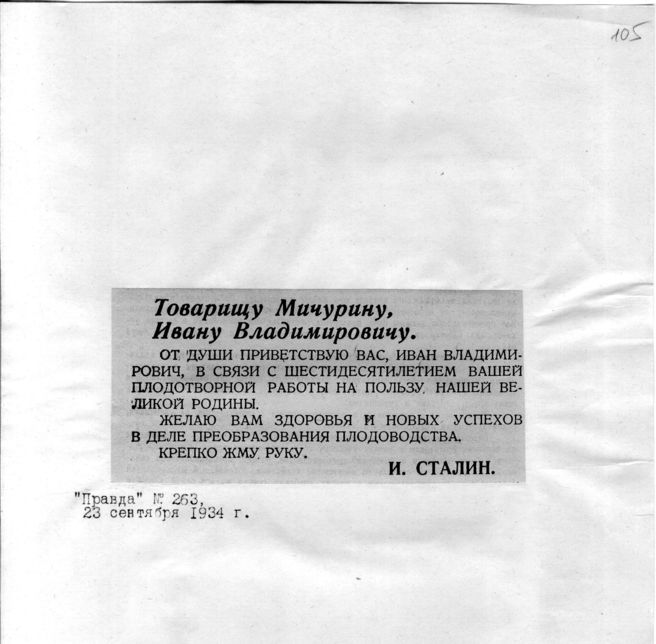 105
Товарищу Мичурину,
Ивану Владимировичу.
ОТ ДУШИ ПРИВЕТСТВУЮ ВАС, ИВАН ВЛАДИМИ-
РОВИЧ, В СВЯЗИ С ШЕСТИДЕСЯТИЛЕТИЕМ ВАШЕЙ
ПЛОДОТВОРНОЙ РАБОТЫ НА ПОЛЬЗУ НАШЕЙ ВЕ-
ЛИКОЙ РОДИНЫ.
ЖЕЛАЮ ВАМ ЗДОРОВЬЯ И НОВЫХ УСПЕХОВ
В ДЕЛЕ ПРЕОБРАЗОВАНИЯ ПЛОДОВОДСТВА.
КРЕПКО ЖМУ РУКУ.
И. СТАЛИН.
"Правда" № 263,
23 сентября 1934 г.